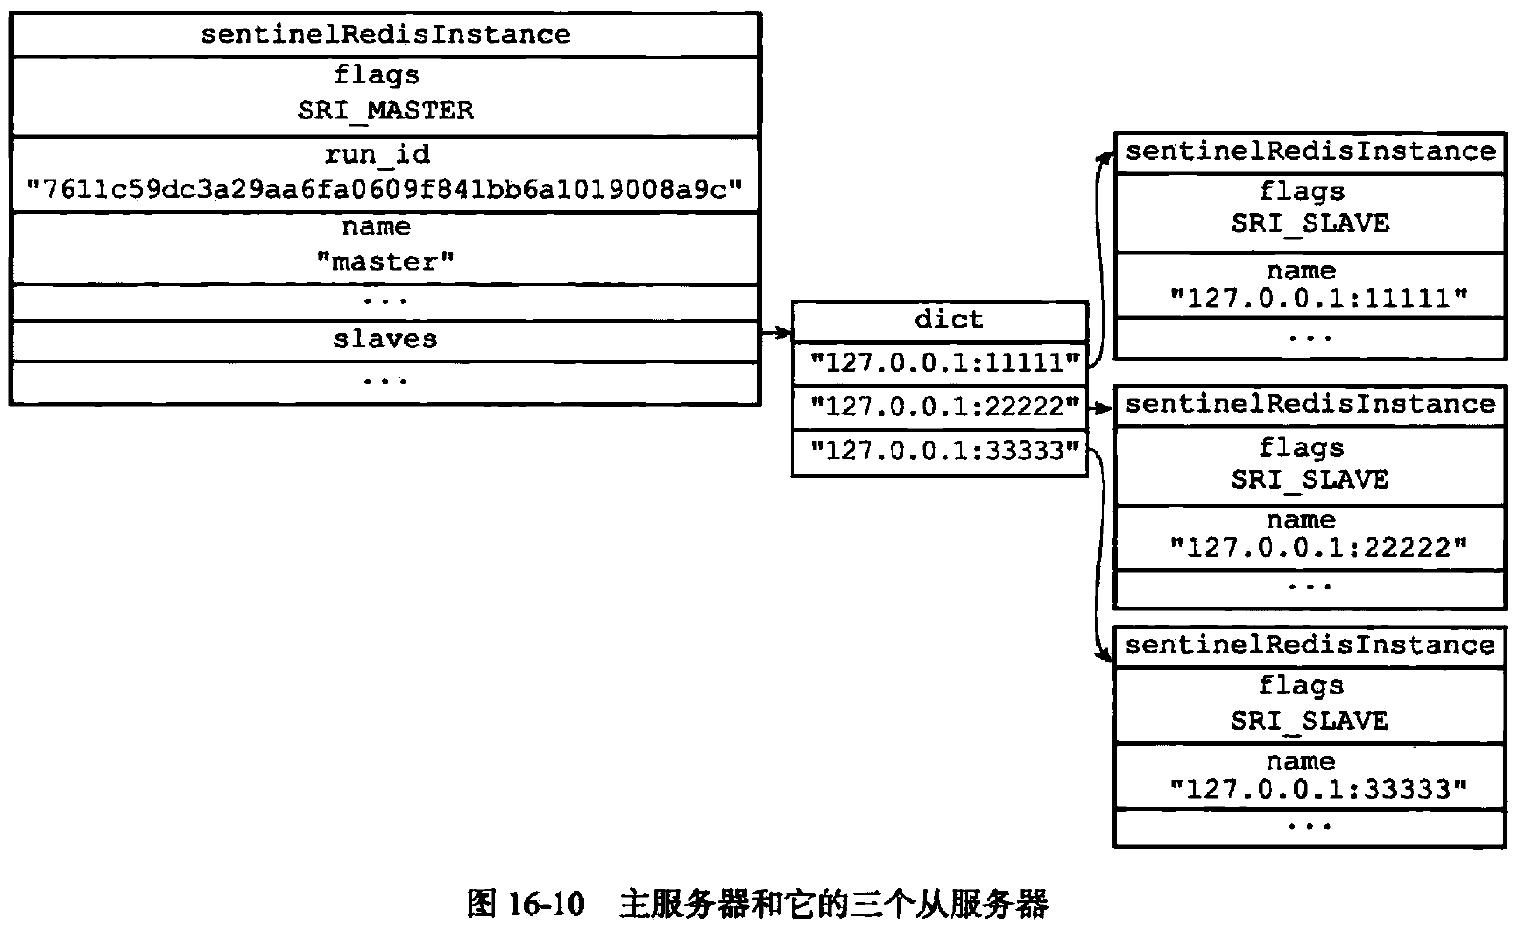 sentinelRedisInstance
flags
SRI_MASTER
run_id
"7611c59dc3a29aa6fa0609f841bb6a1019008a9c"
name
"master"
...
slaves
...
dict
"127.0.0.1:11111"
"127.0.0.1:22222"
"127.0.0.1:33333"
sentinelRedisInstance
flags
SRI_SLAVE
name
"127.0.0.1:11111"
...
sentinelRedisInstance
flags
SRI_SLAVE
name
"127.0.0.1:22222"
...
sentinelRedisInstance
flags
SRI_SLAVE
name
"127.0.0.1:33333"
...
图 16-10 主服务器和它的三个从服务器